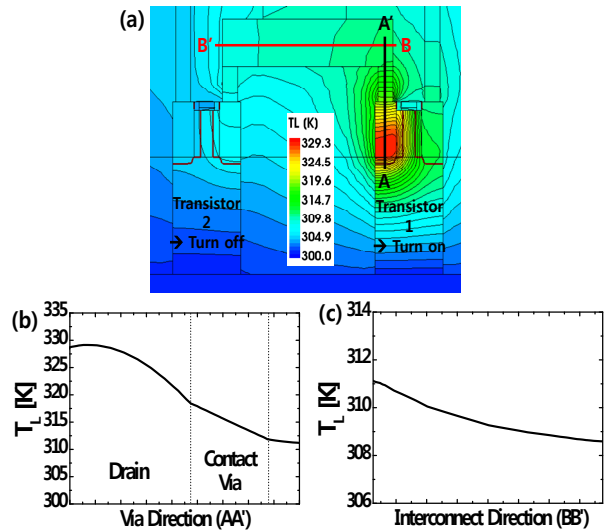 (a)
A'
B'
B
TL (K)
329.3
324.5
314.7
309.8
304.9
300.0
A
Transistor
2
→ Turn off
Transistor
1
→ Turn on
(b)
335
330
325
320
315
310
305
300
T_L [K]
Drain
Contact
Via
Via Direction (AA')
(c)
314
312
310
308
306
T_L [K]
Interconnect Direction (BB')